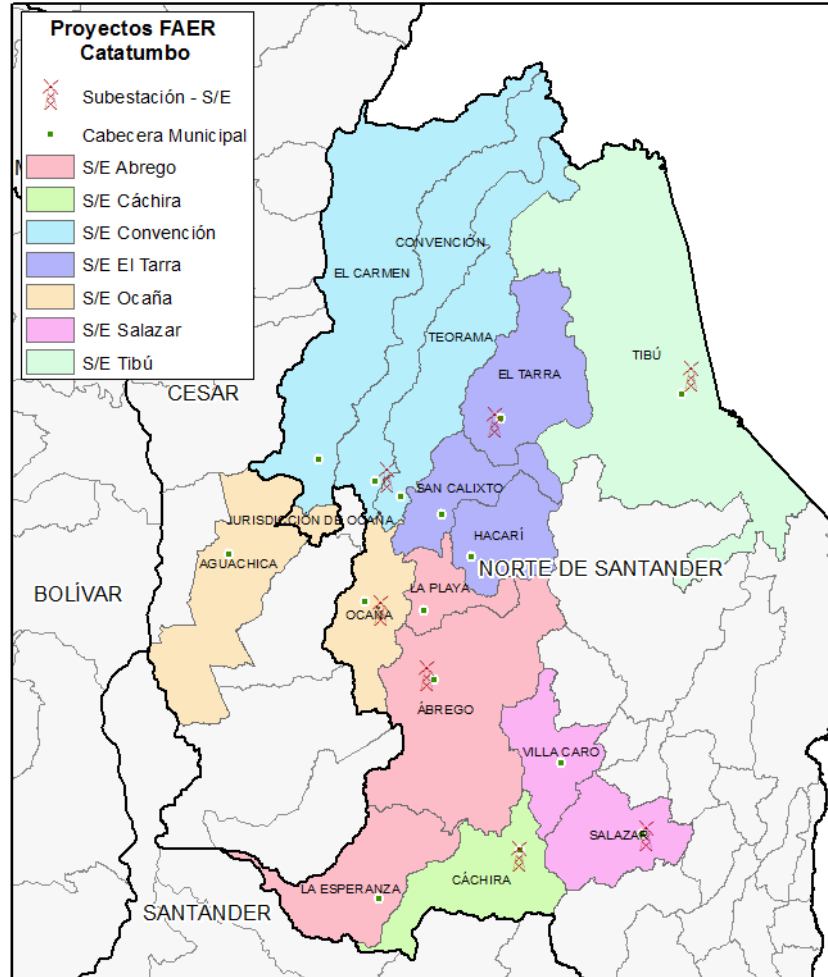 Proyectos FAER
Catatumbo
Subestación - S/E
Cabecera Municipal
S/E Abrego
S/E Cáchira
S/E Convención
S/E El Tarra
S/E Ocaña
S/E Salazar
S/E Tibú
CONVENCIÓN
EL CARMEN
TEORAMA
TIBÚ
EL TARRA
CESAR
SAN CALIXTO
JURISDICCIÓN DE OCAÑA
HACARÍ
AGUACHICA
NORTE DE SANTANDER
BOLÍVAR
LA PLAYA
OCAÑA
ÁBREGO
VILLA CARO
SALAZAR
CÁCHIRA
LA ESPERANZA
SANTANDER